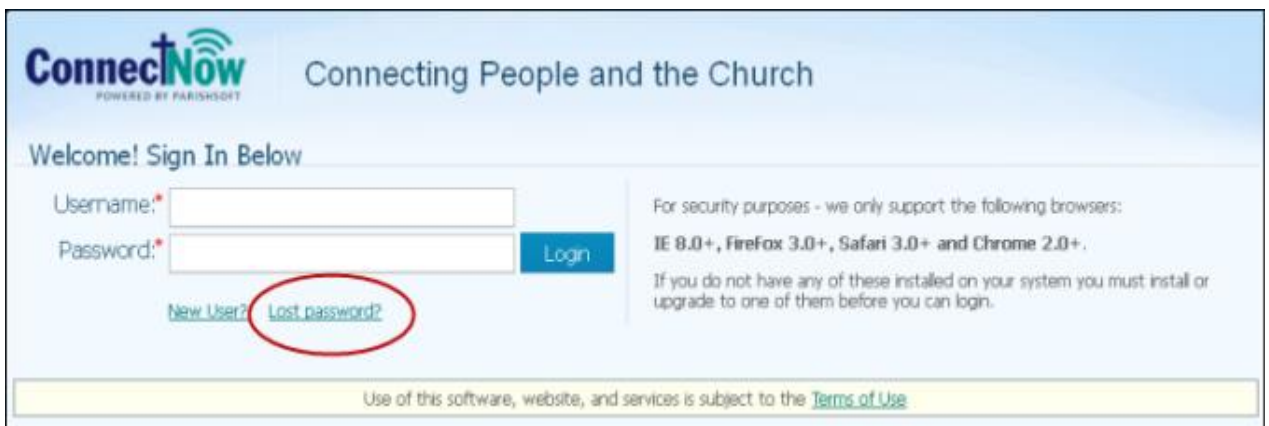 ConnectNow
POWERED BY PARISHSOFT
Connecting People and the Church
Welcome! Sign In Below
Username:*
Password:*
Login
New User? Lost password?
For security purposes - we only support the following browsers:
IE 8.0+, FireFox 3.0+, Safari 3.0+ and Chrome 2.0+.
If you do not have any of these installed on your system you must install or
upgrade to one of them before you can login.
Use of this software, website, and services is subject to the Terms of Use